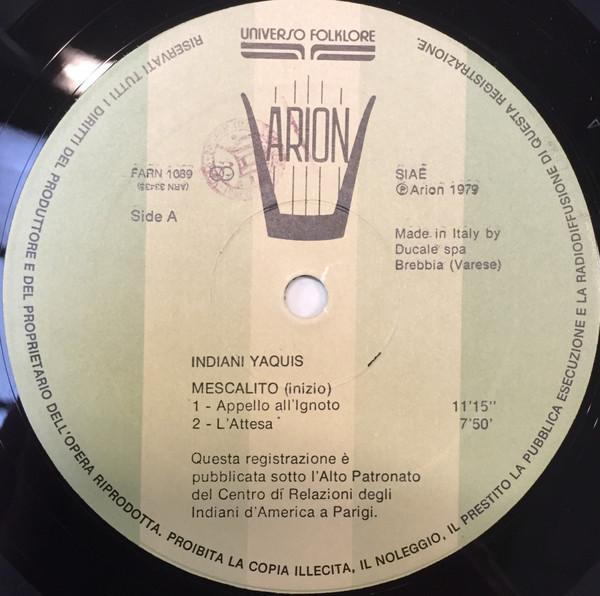 UNIVERSO FOLKLORE
ARION
FARN 1089
(ARN 33435)
Side A
SIAE
Ⓟ Arion 1979
Made in Italy by
Ducale spa
Brebbia (Varese)
INDIANI YAQUIS
MESCALITO (inizio)
1 - Appello all'Ignoto 11'15"
2 - L'Attesa 7'50'
Questa registrazione è
pubblicata sotto l'Alto Patronato
del Centro di Relazioni degli
Indiani d'America a Parigi.
RISERVATI TUTTI I DIRITTI DEL PRODUTTORE E DEL PROPRIETARIO DELL'OPERA RIPRODOTTA. PROIBITA LA COPIA ILLECITA, IL NOLEGGIO, IL PRESTITO LA PUBBLICA ESECUZIONE E LA RADIODIFFUSIONE DI QUESTA REGISTRAZIONE.